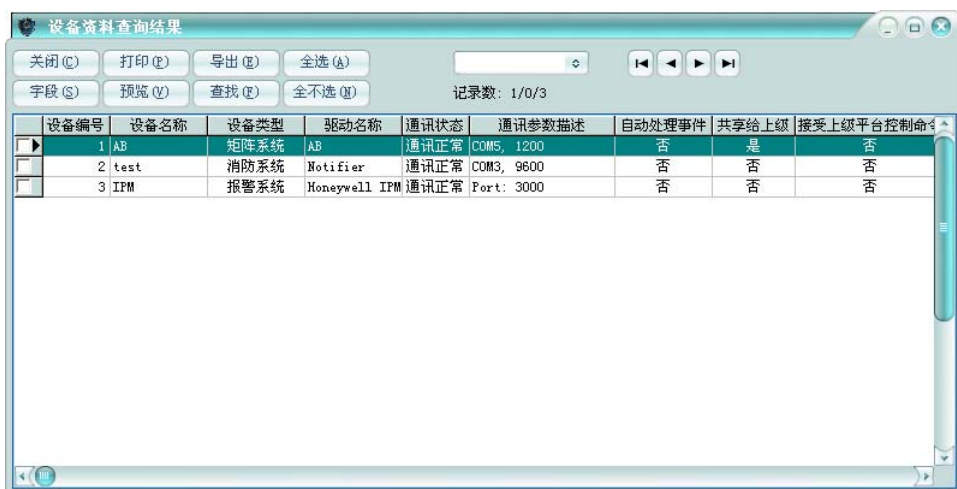 设备资料查询结果
关闭(C) 打印(P) 导出(E) 全选(A)
字段(S) 预览(V) 查找(F) 全不选(N) 记录数: 1/0/3
设备编号 设备名称 设备类型 驱动名称 通讯状态 通讯参数描述 自动处理事件 共享给上级 接受上级平台控制命令
1 AB 矩阵系统 AB 通讯正常 COM5, 1200 否 是 否
2 test 消防系统 Notifier 通讯正常 COM3, 9600 否 否 否
3 IPM 报警系统 Honeywell IPM 通讯正常 Port: 3000 否 否 否